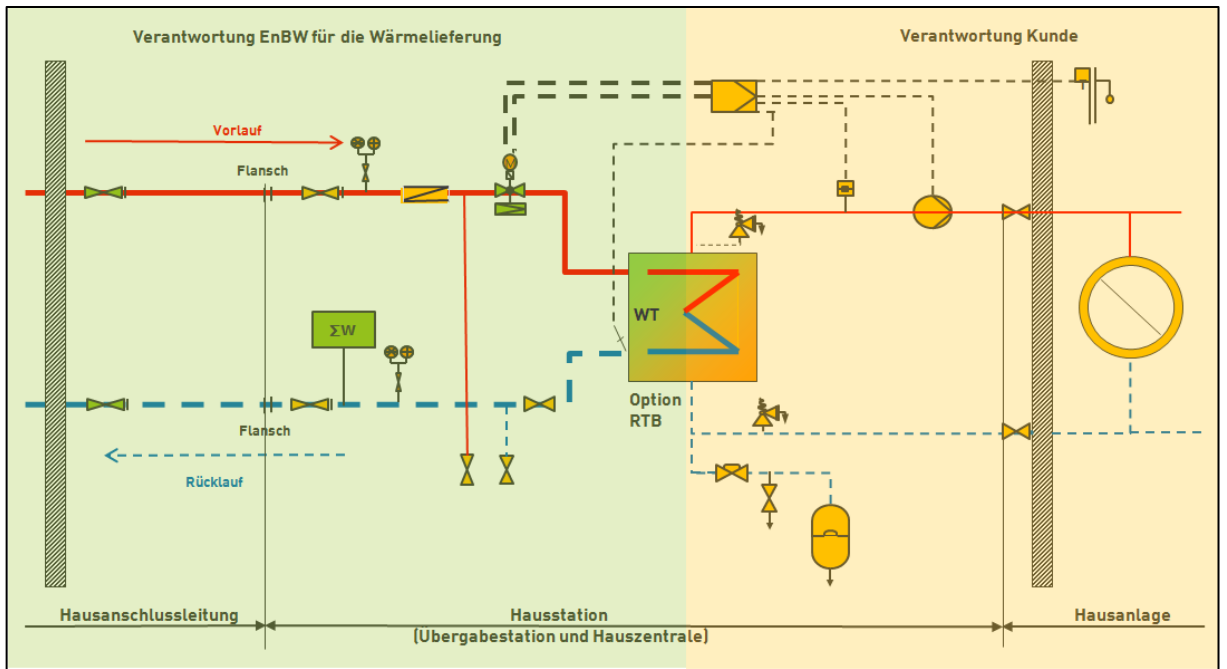 Verantwortung EnBW für die Wärmelieferung
Verantwortung Kunde
Vorlauf
Flansch
M
ΣW
WT
Flansch
Option
RTB
Rücklauf
Hausanschlussleitung
Hausstation
(Übergabestation und Hauszentrale)
Hausanlage